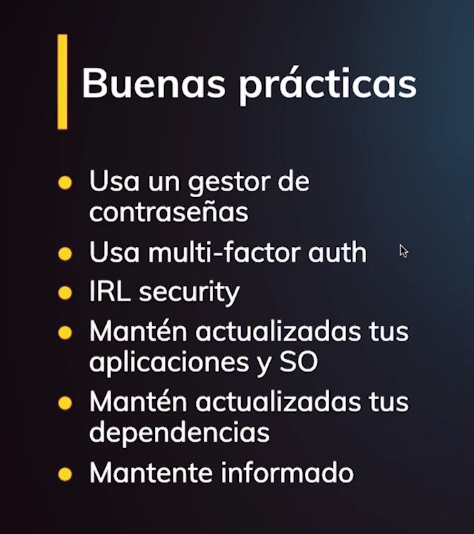 Buenas prácticas
Usa un gestor de
contraseñas
Usa multi-factor auth
IRL security
Mantén actualizadas tus
aplicaciones y SO
Mantén actualizadas tus
dependencias
Mantente informado